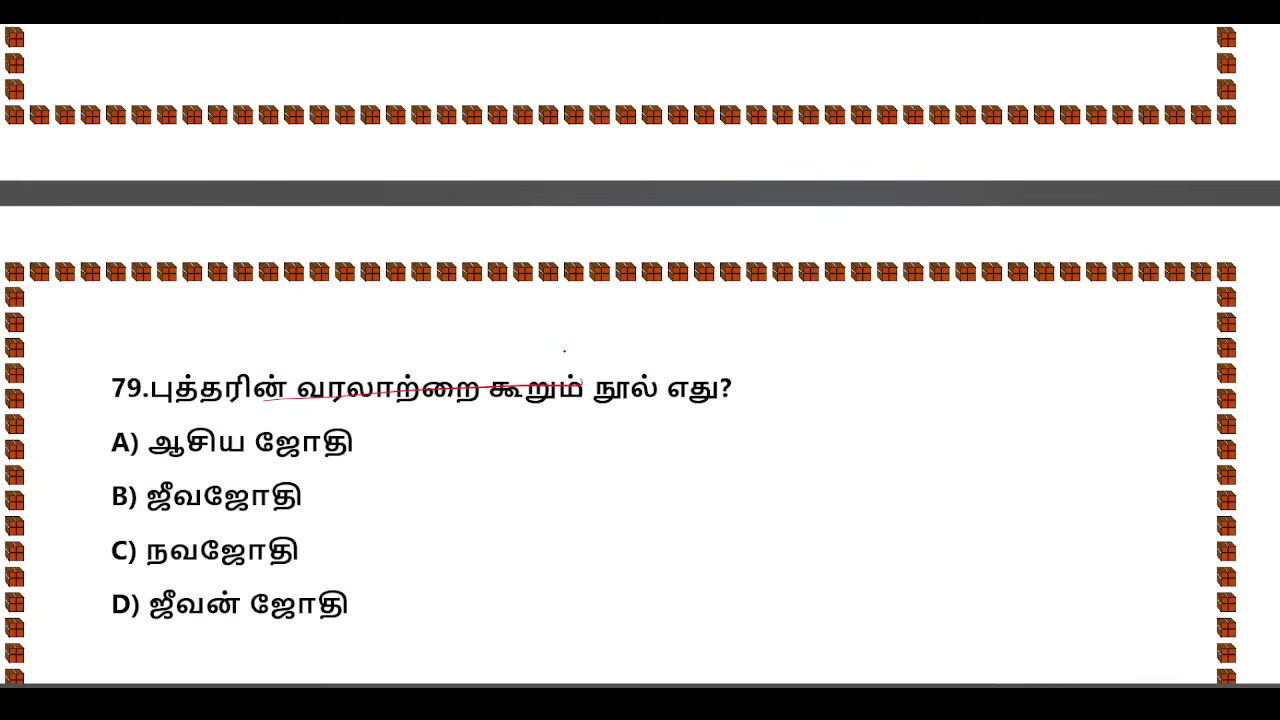 79.புத்தரின் வரலாற்றை கூறும் நூல் எது?
A) ஆசிய ஜோதி
B) ஜீவஜோதி
C) நவஜோதி
D) ஜீவன் ஜோதி